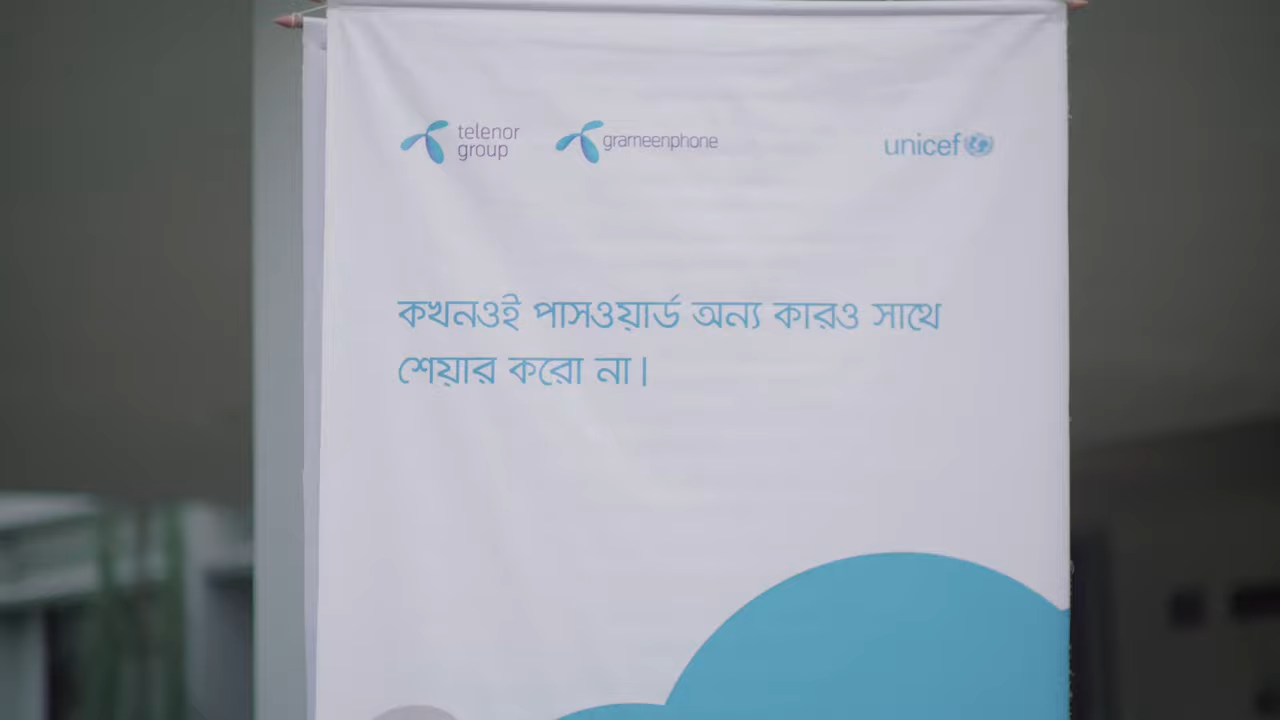 telenor group
grameenphone
unicef
কখনওই পাসওয়ার্ড অন্য কারও সাথে
শেয়ার করো না।